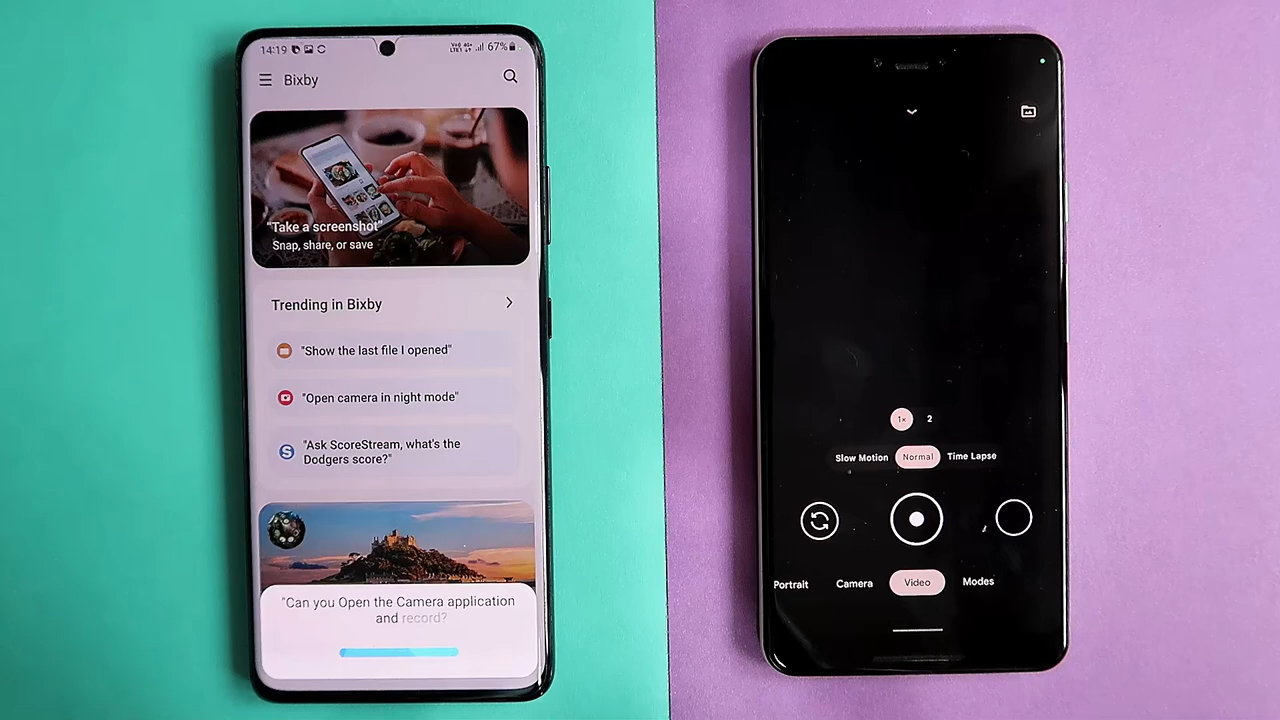 14:19
67%
Bixby
"Take a screenshot"
Snap, share, or save
Trending in Bixby
"Show the last file I opened"
"Open camera in night mode"
S
"Ask ScoreStream, what's the
Dodgers score?"
"Can you Open the Camera application
and record?
1×
2
Slow Motion
Normal
Time Lapse
Portrait
Camera
Video
Modes